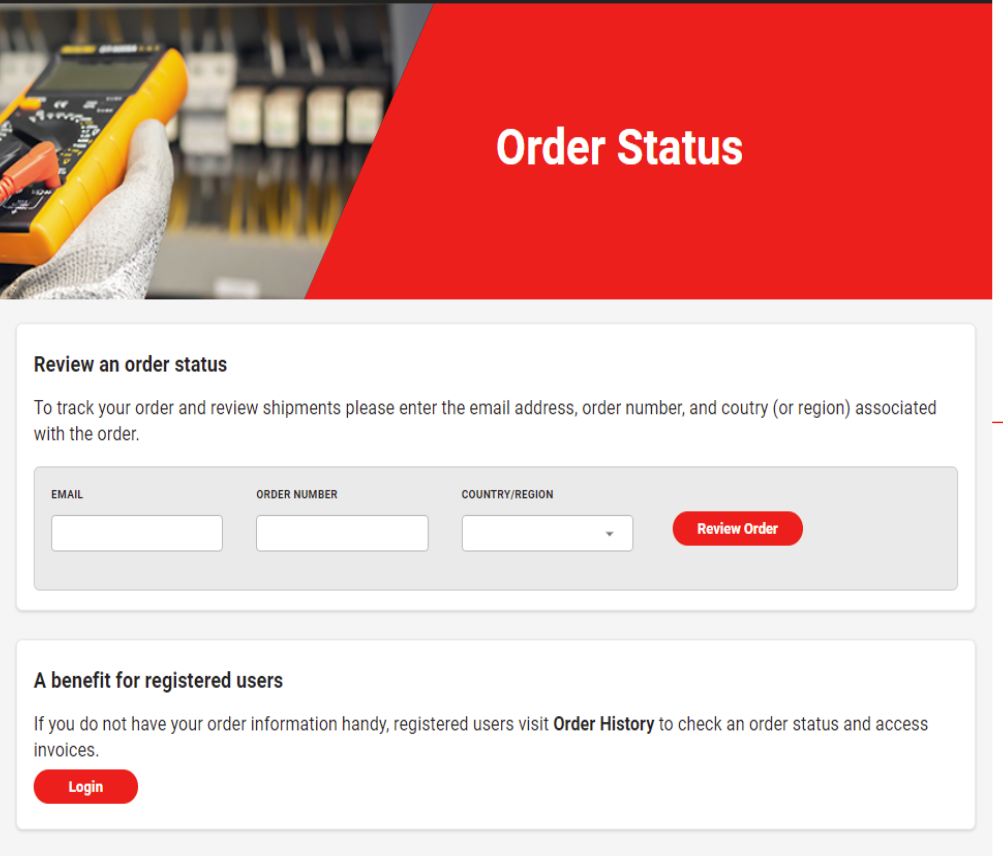 Order Status
Review an order status
To track your order and review shipments please enter the email address, order number, and coutry (or region) associated
with the order.
EMAIL ORDER NUMBER COUNTRY/REGION
Review Order
A benefit for registered users
If you do not have your order information handy, registered users visit Order History to check an order status and access
invoices.
Login